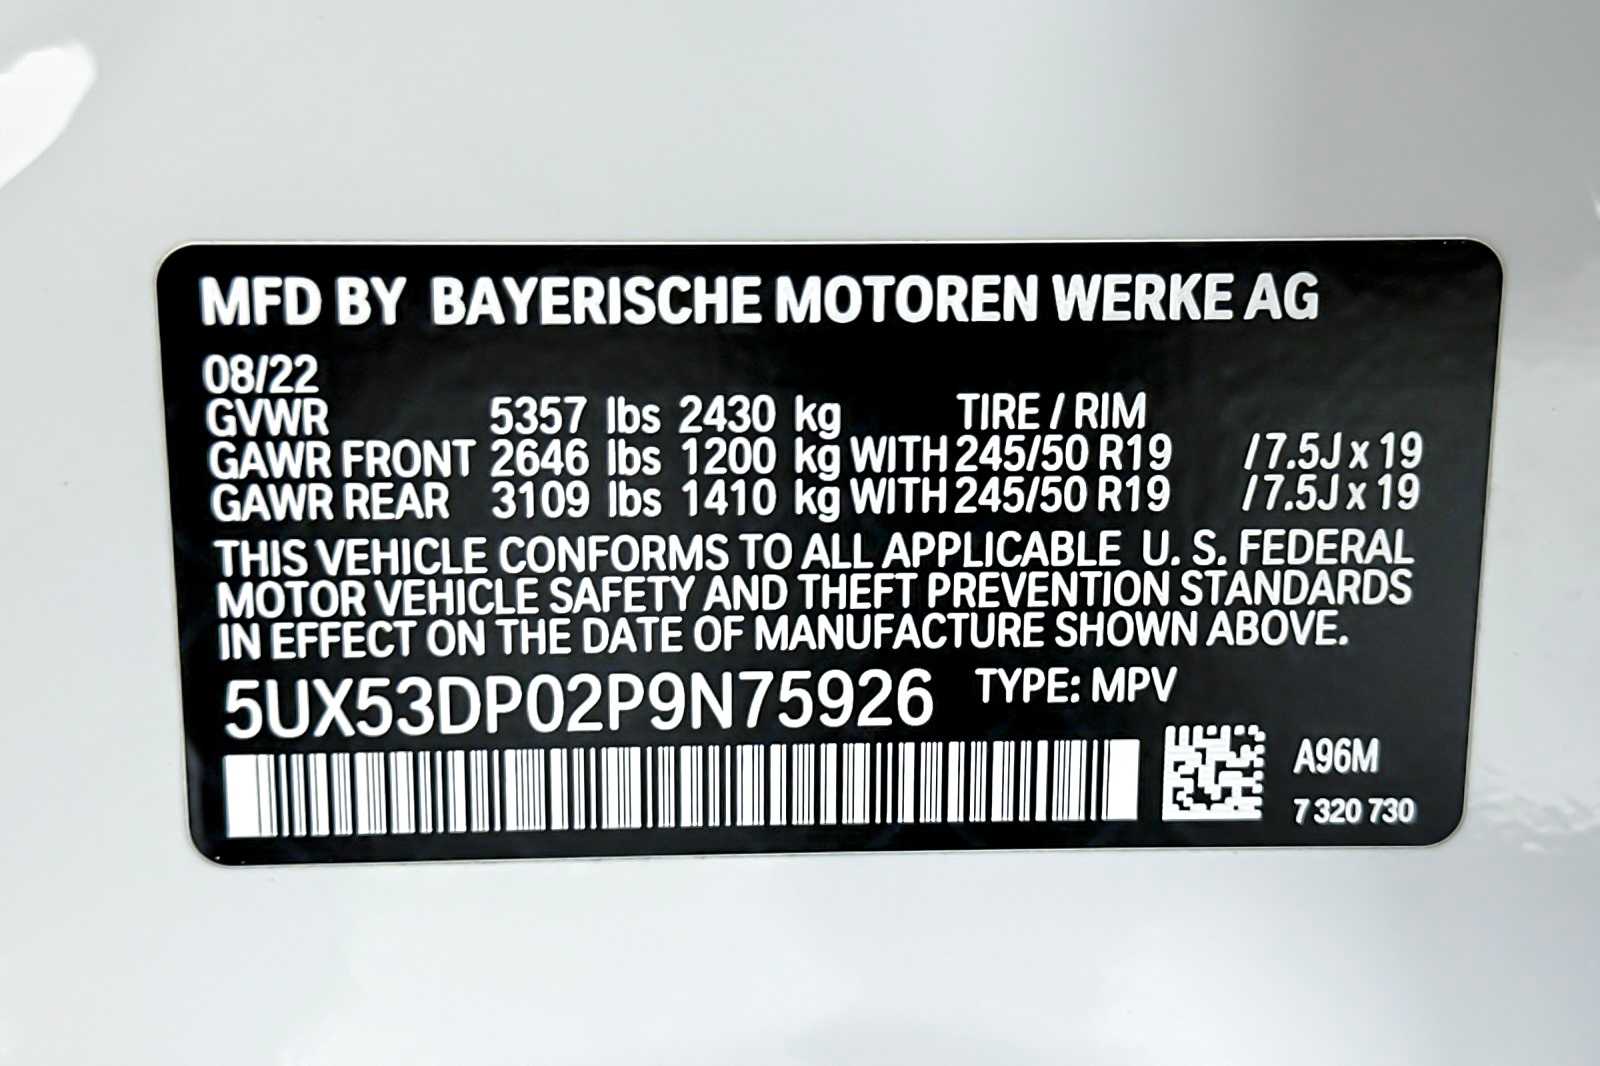 MFD BY BAYERISCHE MOTOREN WERKE AG
08/22
GVWR 5357 lbs 2430 kg TIRE / RIM
GAWR FRONT 2646 lbs 1200 kg WITH 245/50 R19 / 7.5J x 19
GAWR REAR 3109 lbs 1410 kg WITH 245/50 R19 / 7.5J x 19
THIS VEHICLE CONFORMS TO ALL APPLICABLE U. S. FEDERAL
MOTOR VEHICLE SAFETY AND THEFT PREVENTION STANDARDS
IN EFFECT ON THE DATE OF MANUFACTURE SHOWN ABOVE.
5UX53DP02P9N75926 TYPE: MPV
A96M
7 320 730